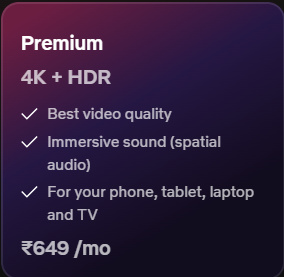 Premium
4K + HDR
Best video quality
Immersive sound (spatial
audio)
For your phone, tablet, laptop
and TV
₹649 /mo